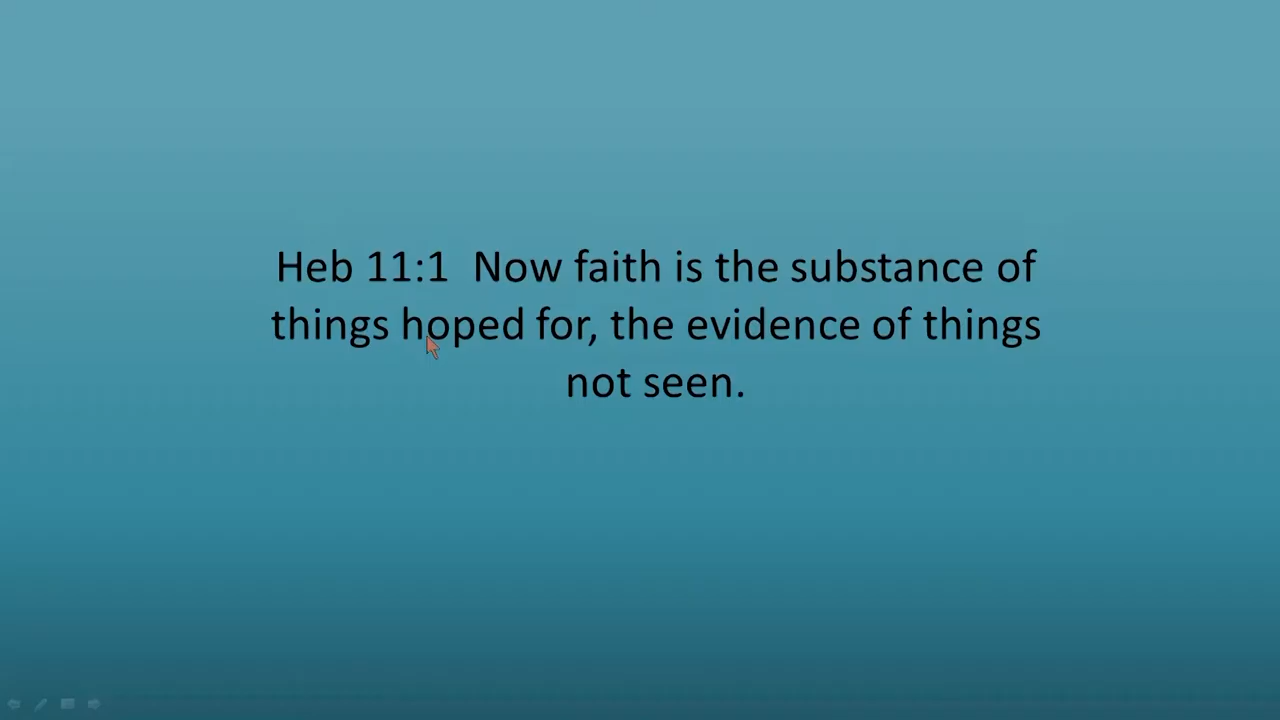 Heb 11:1  Now faith is the substance of
things hoped for, the evidence of things
not seen.